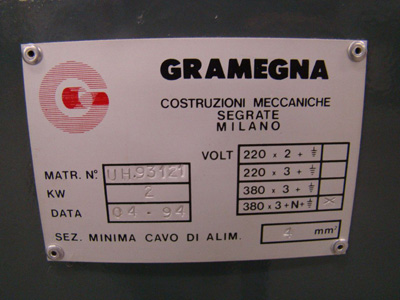 GRAMEGNA
COSTRUZIONI MECCANICHE
SEGRATE
MILANO
VOLT 220 x 2 + ⏚
220 x 3 + ⏚
380 x 3 + ⏚
380 x 3+N+⏚ X
MATR. N° UH.93121
KW 2
DATA 04-94
SEZ. MINIMA CAVO DI ALIM. mm²